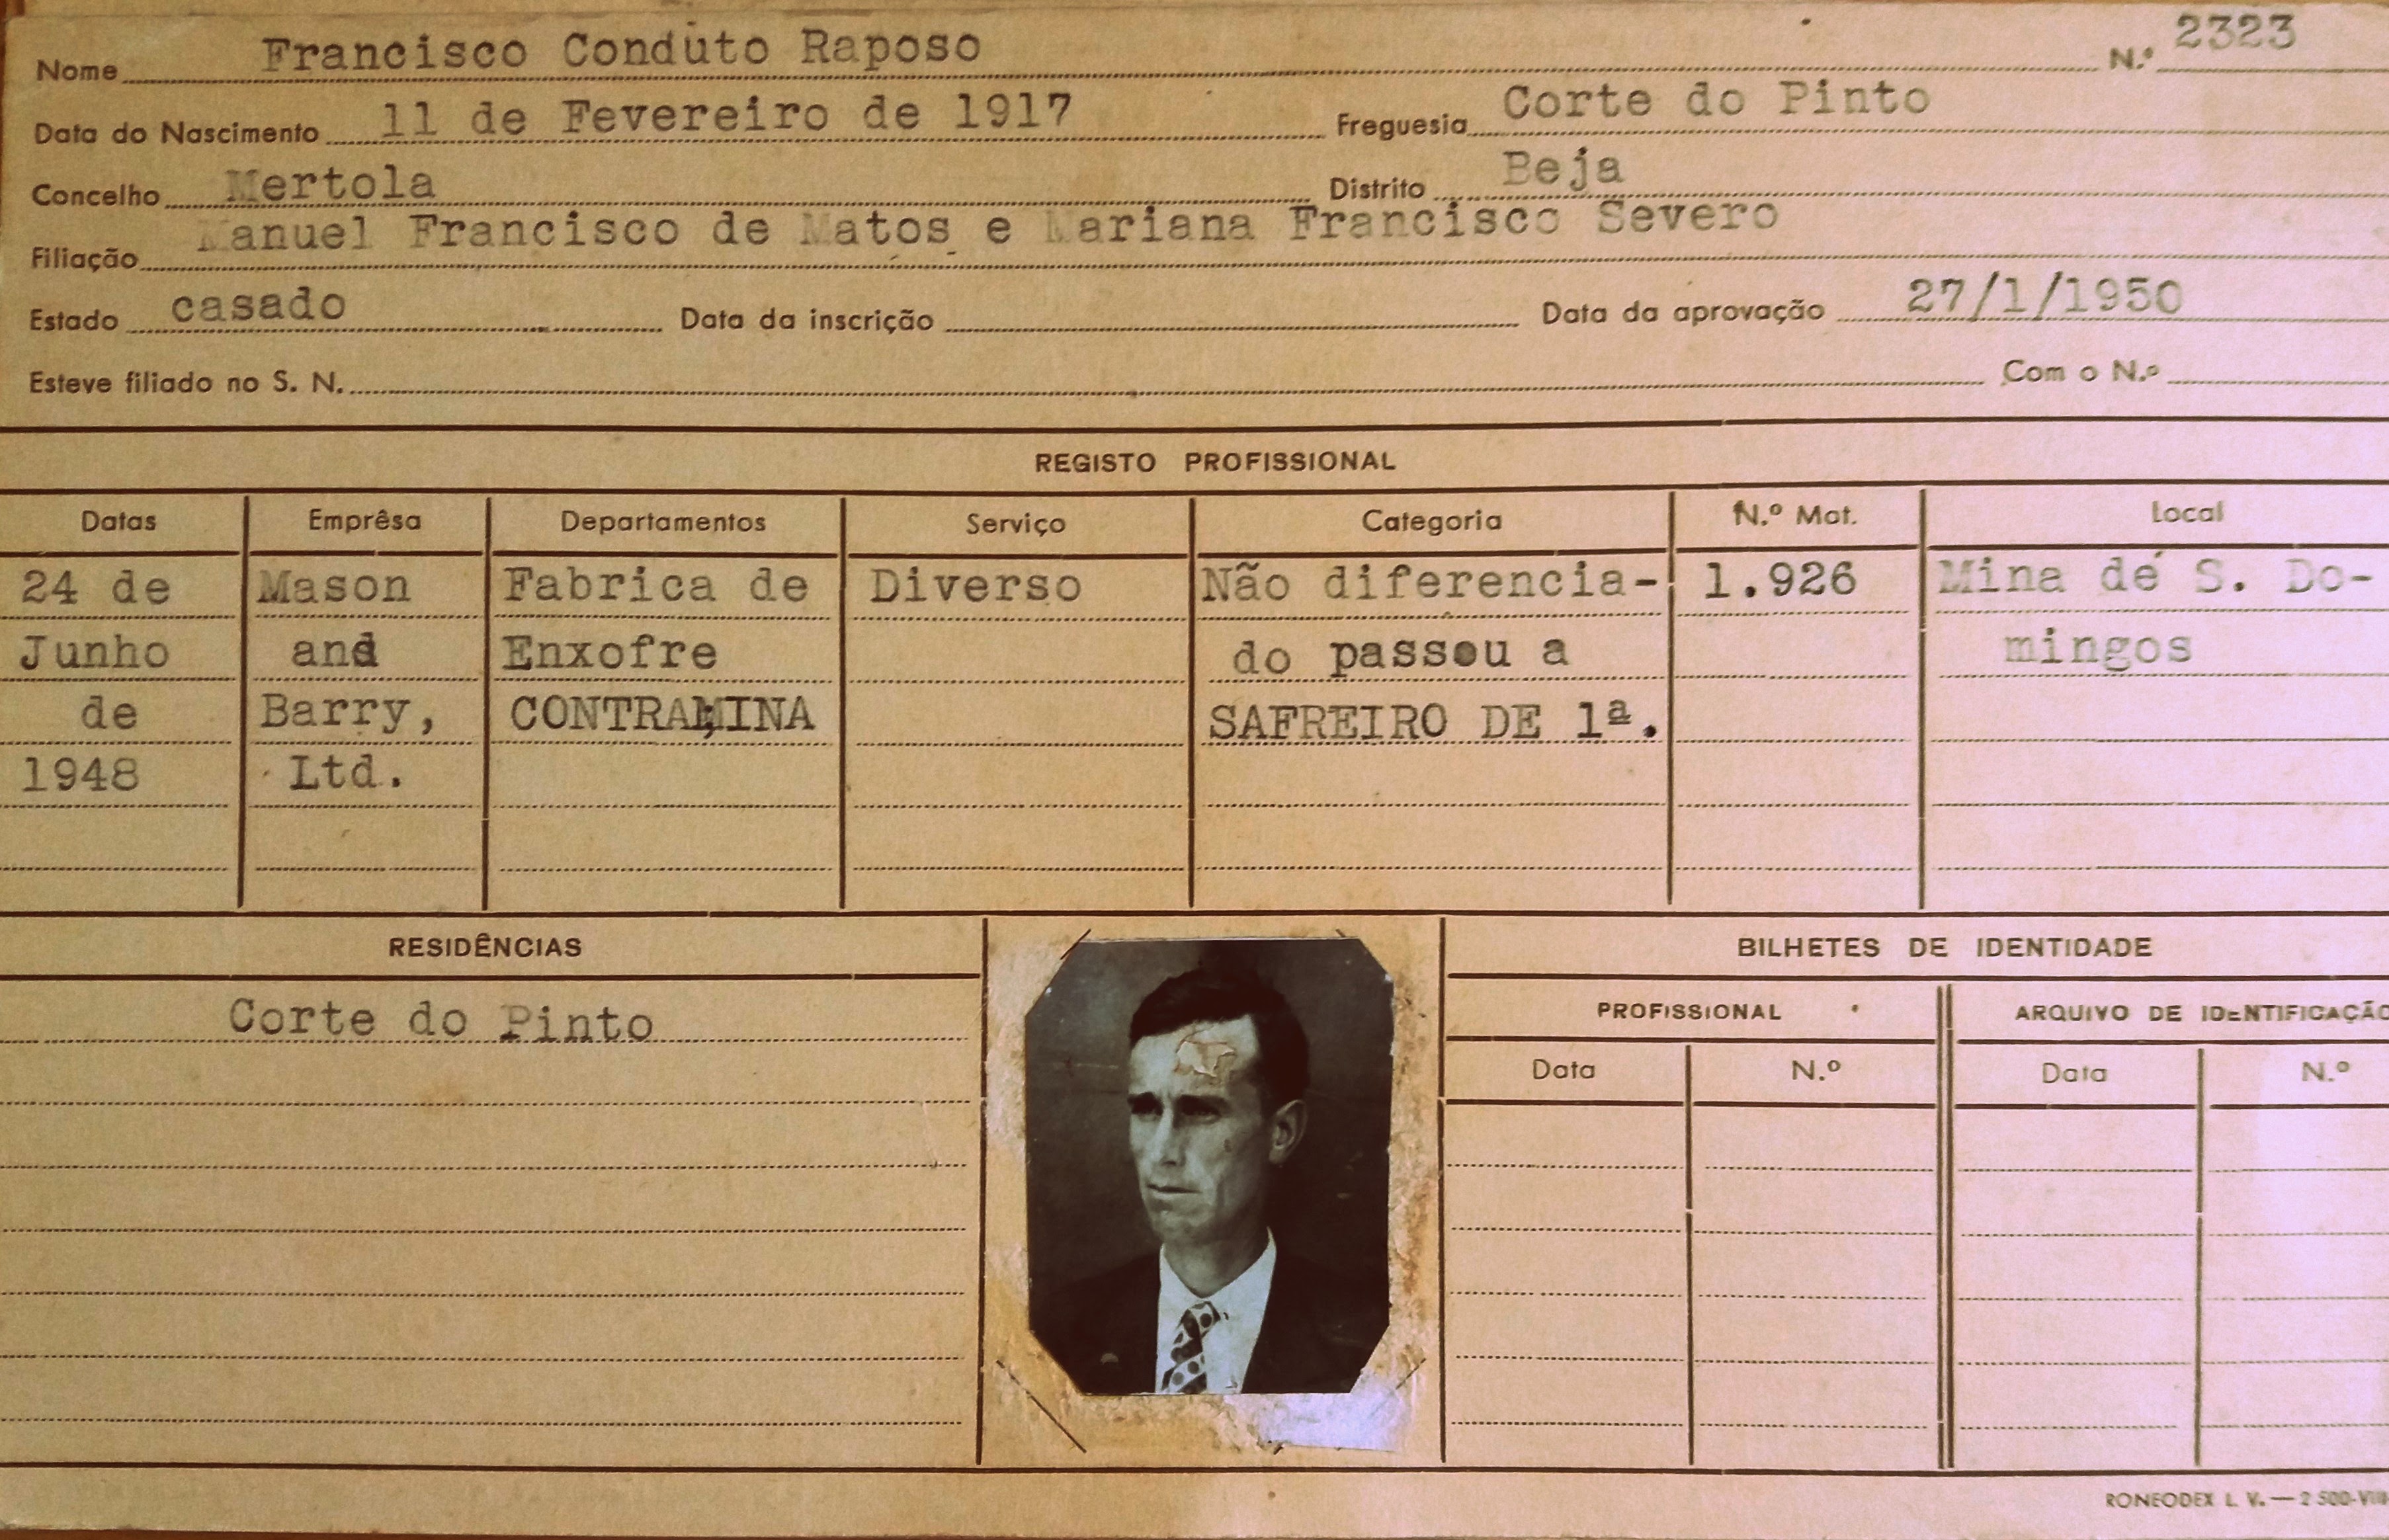 Nome Francisco Conduto Raposo N.º 2323
Data do Nascimento 11 de Fevereiro de 1917 Freguesia Corte do Pinto
Concelho Mertola Distrito Beja
Filiação Manuel Francisco de Matos e Mariana Francisco Severo
Estado casado Data da inscrição Data da aprovação 27/1/1950
Esteve filiado no S. N. Com o N.º
REGISTO PROFISSIONAL
Datas Emprêsa Departamentos Serviço Categoria N.º Mat. Local
24 de Mason Fabrica de Diverso Não diferencia- 1.926 Mina de S. Do-
Junho and Enxofre do passou a mingos
de Barry, CONTRAMINA SAFREIRO DE 1ª.
1948 Ltd.
RESIDÊNCIAS BILHETES DE IDENTIDADE
Corte do Pinto PROFISSIONAL ARQUIVO DE IDENTIFICAÇÃO
Data N.º Data N.º
RONEODEX L. V. — 2 500-VIII